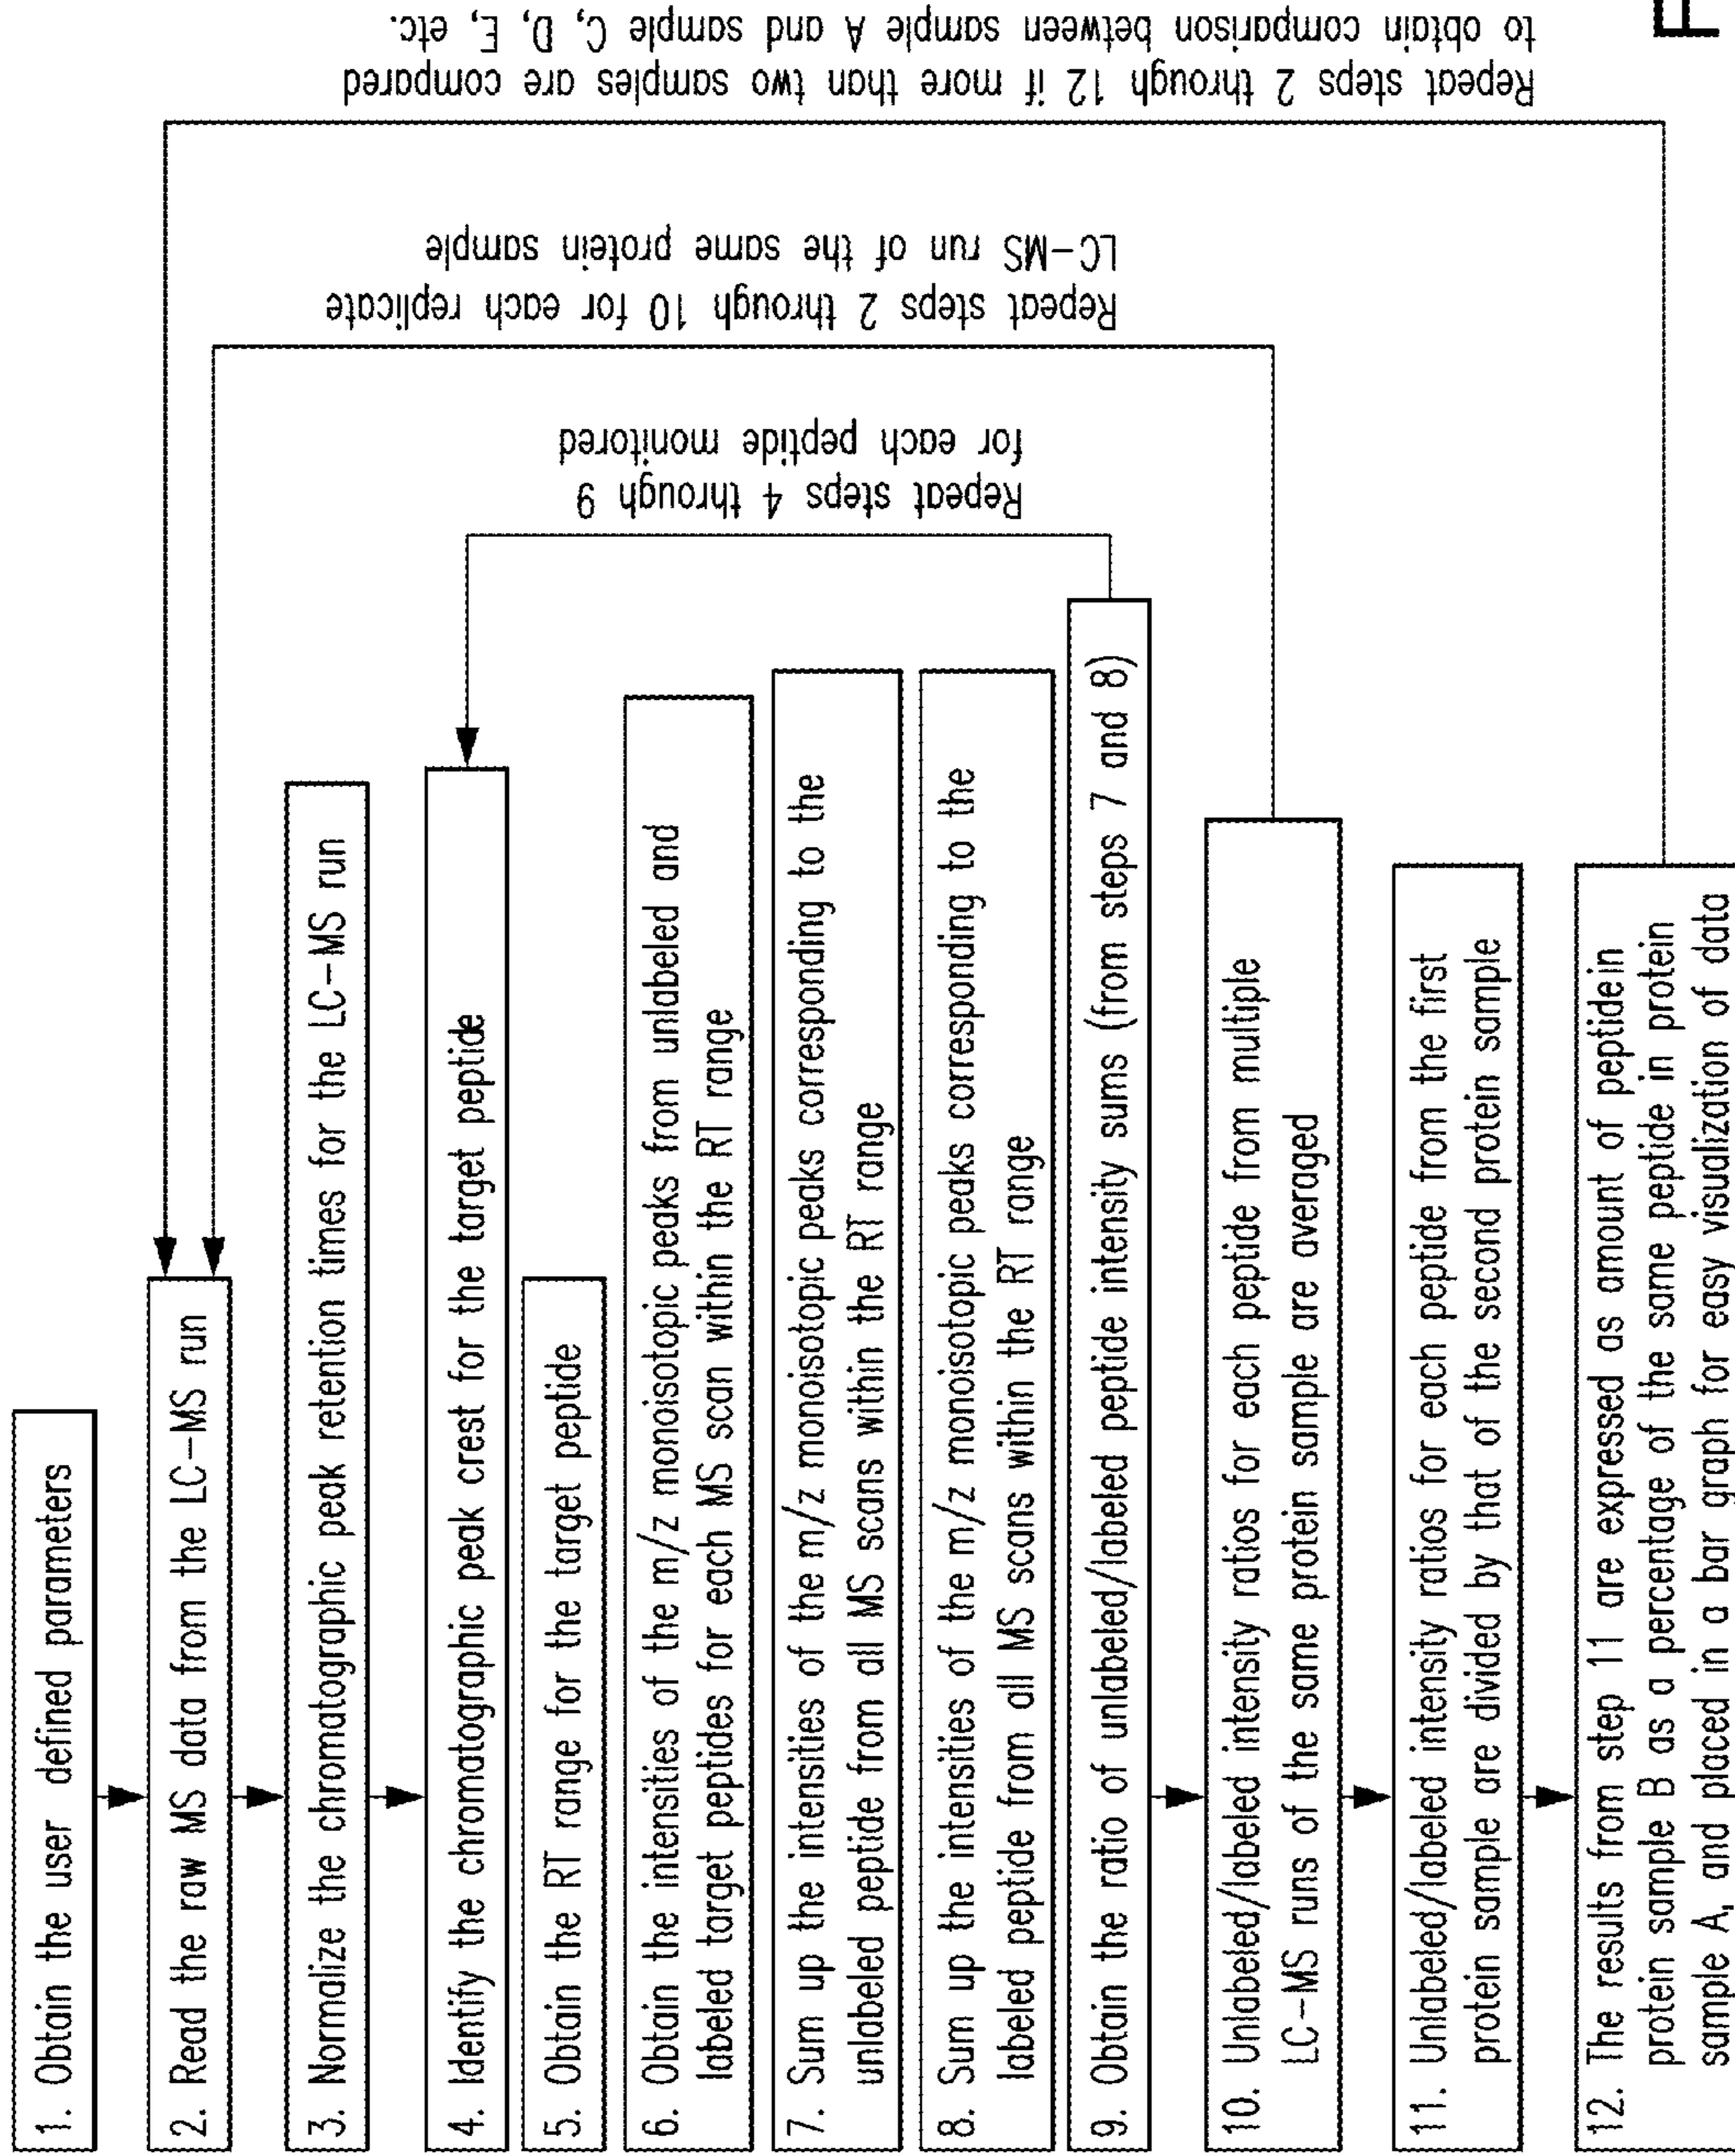 1. Obtain the user defined parameters
2. Read the raw MS data from the LC-MS run
3. Normalize the chromatographic peak retention times for the LC-MS run
4. Identify the chromatographic peak crest for the target peptide
5. Obtain the RT range for the target peptide
6. Obtain the intensities of the m/z monoisotopic peaks from unlabeled and
labeled target peptides for each MS scan within the RT range
7. Sum up the intensities of the m/z monoisotopic peaks corresponding to the
unlabeled peptide from all MS scans within the RT range
8. Sum up the intensities of the m/z monoisotopic peaks corresponding to the
labeled peptide from all MS scans within the RT range
9. Obtain the ratio of unlabeled/labeled peptide intensity sums (from steps 7 and 8)
10. Unlabeled/labeled intensity ratios for each peptide from multiple
LC-MS runs of the same protein sample are averaged
11. Unlabeled/labeled intensity ratios for each peptide from the first
protein sample are divided by that of the second protein sample
12. The results from step 11 are expressed as amount of peptidein
protein sample B as a percentage of the same peptide in protein
sample A, and placed in a bar graph for easy visualization of data
Repeat steps 4 through 9
for each peptide monitored
Repeat steps 2 through 10 for each replicate
LC-MS run of the same protein sample
Repeat steps 2 through 12 if more than two samples are compared
to obtain comparison between sample A and sample C, D, E, etc.